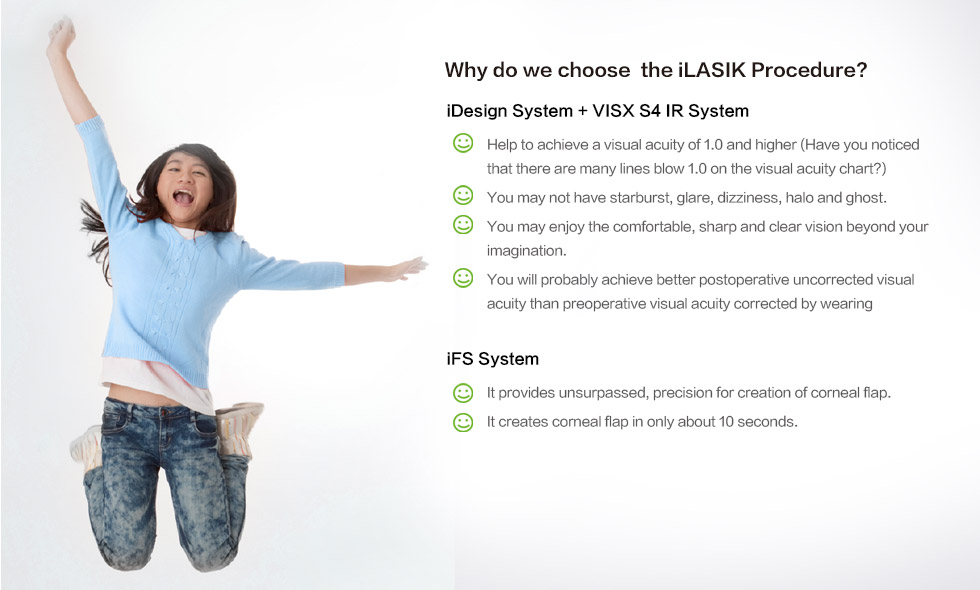 Why do we choose the iLASIK Procedure?
iDesign System + VISX S4 IR System
Help to achieve a visual acuity of 1.0 and higher (Have you noticed
that there are many lines blow 1.0 on the visual acuity chart?)
You may not have starburst, glare, dizziness, halo and ghost.
You may enjoy the comfortable, sharp and clear vision beyond your
imagination.
You will probably achieve better postoperative uncorrected visual
acuity than preoperative visual acuity corrected by wearing
iFS System
It provides unsurpassed, precision for creation of corneal flap.
It creates corneal flap in only about 10 seconds.